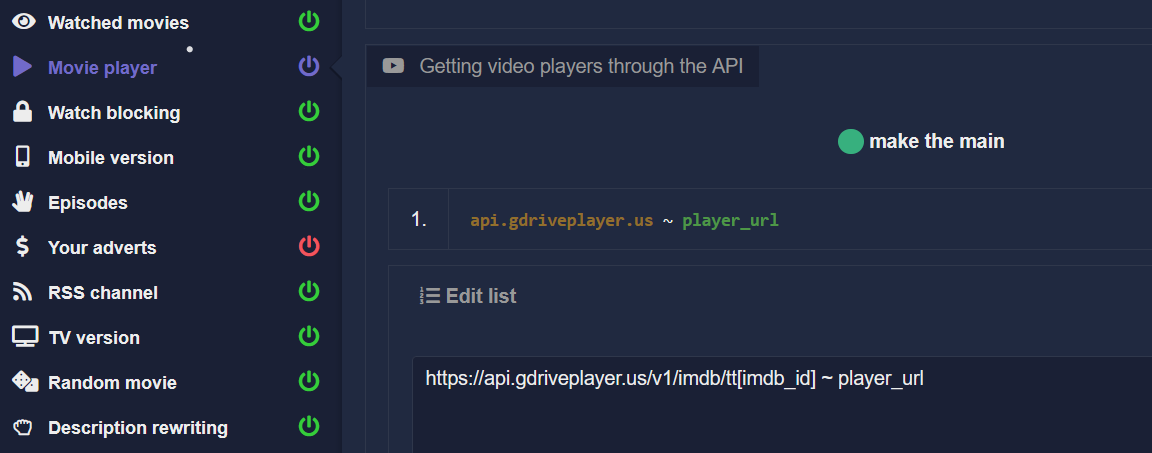 Watched movies
Movie player
Watch blocking
Mobile version
Episodes
Your adverts
RSS channel
TV version
Random movie
Description rewriting
Getting video players through the API
make the main
1. api.gdriveplayer.us ~ player_url
Edit list
https://api.gdriveplayer.us/v1/imdb/tt[imdb_id] ~ player_url